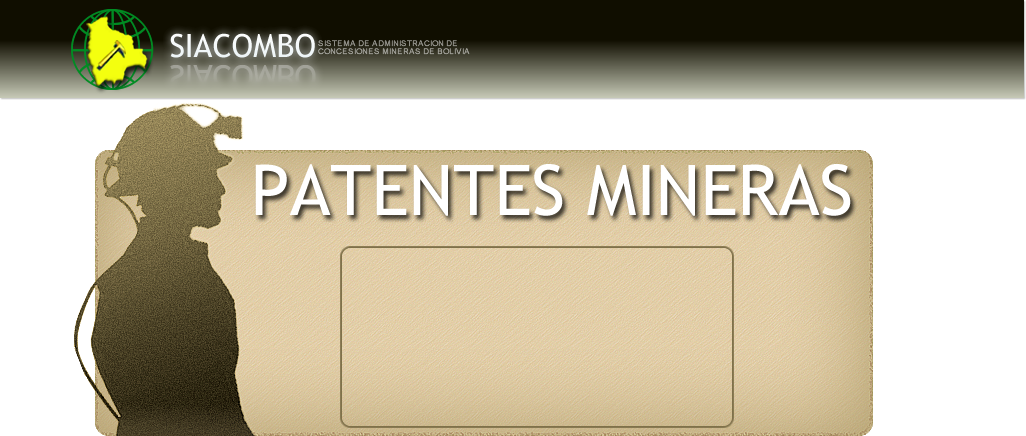 SIACOMBO
SISTEMA DE ADMINISTRACION DE
CONCESIONES MINERAS DE BOLIVIA
PATENTES MINERAS